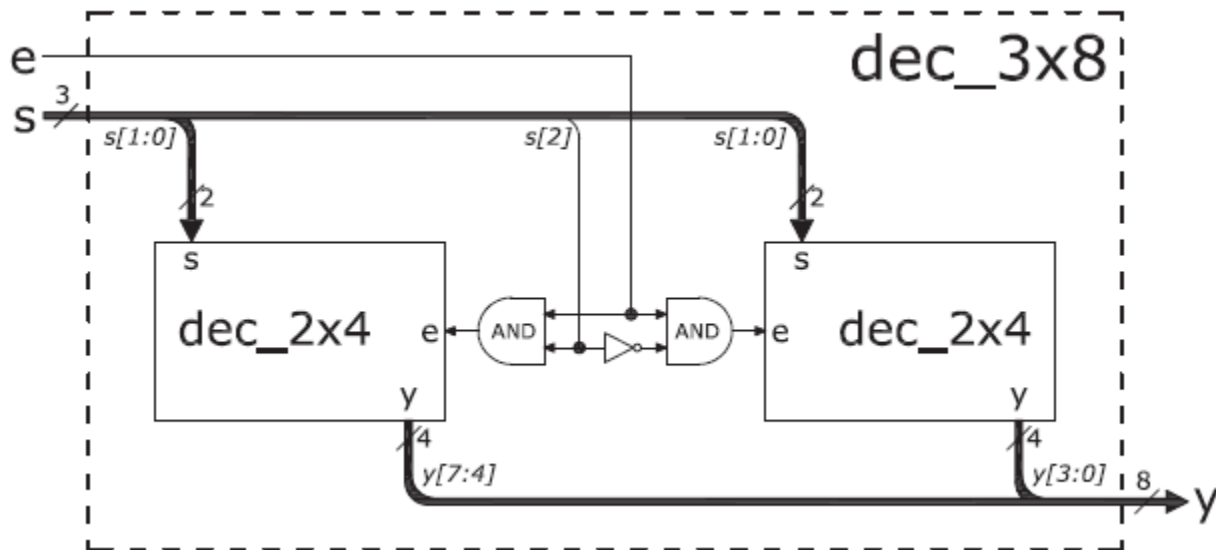 e
dec_3x8
3
s
s[1:0]
s[2]
s[1:0]
2
2
s
s
dec_2x4
e
AND
AND
e
dec_2x4
y
y
4
4
y[7:4]
y[3:0]
8
y